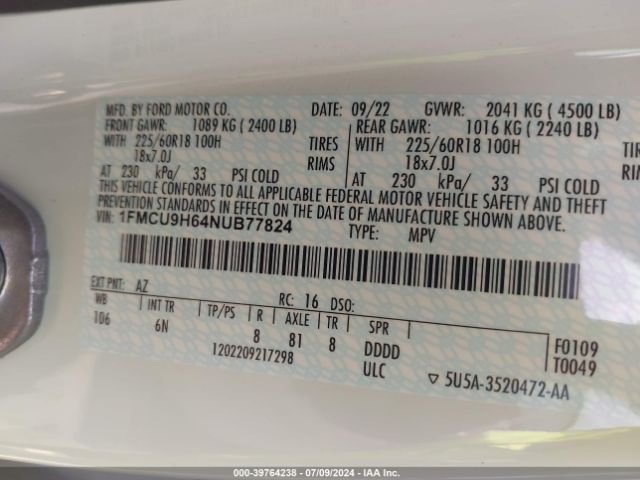 MFD. BY FORD MOTOR CO. DATE: 09/22 GVWR: 2041 KG ( 4500 LB)
FRONT GAWR: 1089 KG ( 2400 LB) REAR GAWR: 1016 KG ( 2240 LB)
WITH 225/60R18 100H TIRES WITH 225/60R18 100H TIRE
18x7.0J RIMS 18x7.0J RIMS
AT 230 kPa/ 33 PSI COLD AT 230 kPa/ 33 PSI COLD
THIS VEHICLE CONFORMS TO ALL APPLICABLE FEDERAL MOTOR VEHICLE SAFETY AND THEFT
PREVENTION STANDARDS IN EFFECT ON THE DATE OF MANUFACTURE SHOWN ABOVE.
VIN: 1FMCU9H64NUB77824 TYPE: MPV
EXT PNT: AZ RC: 16 DSO:
WB INT TR TP/PS R AXLE TR SPR
106 6N 8 81 8 DDDD F0109
1202209217298 ULC T0049
▽ 5U5A-3520472-AA
000-39764238 - 07/09/2024 - IAA Inc.